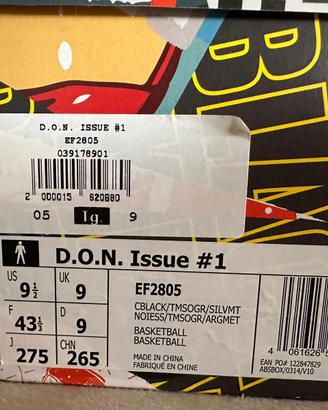 D.O.N. ISSUE #1
EF2805
039178901
2 000015 620680
05 Tg. 9
D.O.N. Issue #1
US 9½ UK 9
F 43⅓ D 9
J 275 CHN 265
EF2805
CBLACK/TMSOGR/SILVMT
NOIESS/TMSOGR/ARGMET
BASKETBALL
BASKETBALL
MADE IN CHINA
FABRIQUÉ EN CHINE
4 061626
EAN PO# 122847829
ABSBOX/0314/V10